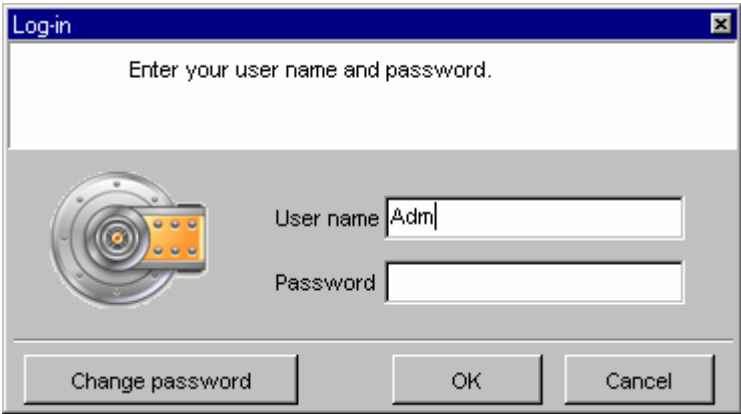 Log-in
Enter your user name and password.
User name Adm
Password
Change password OK Cancel